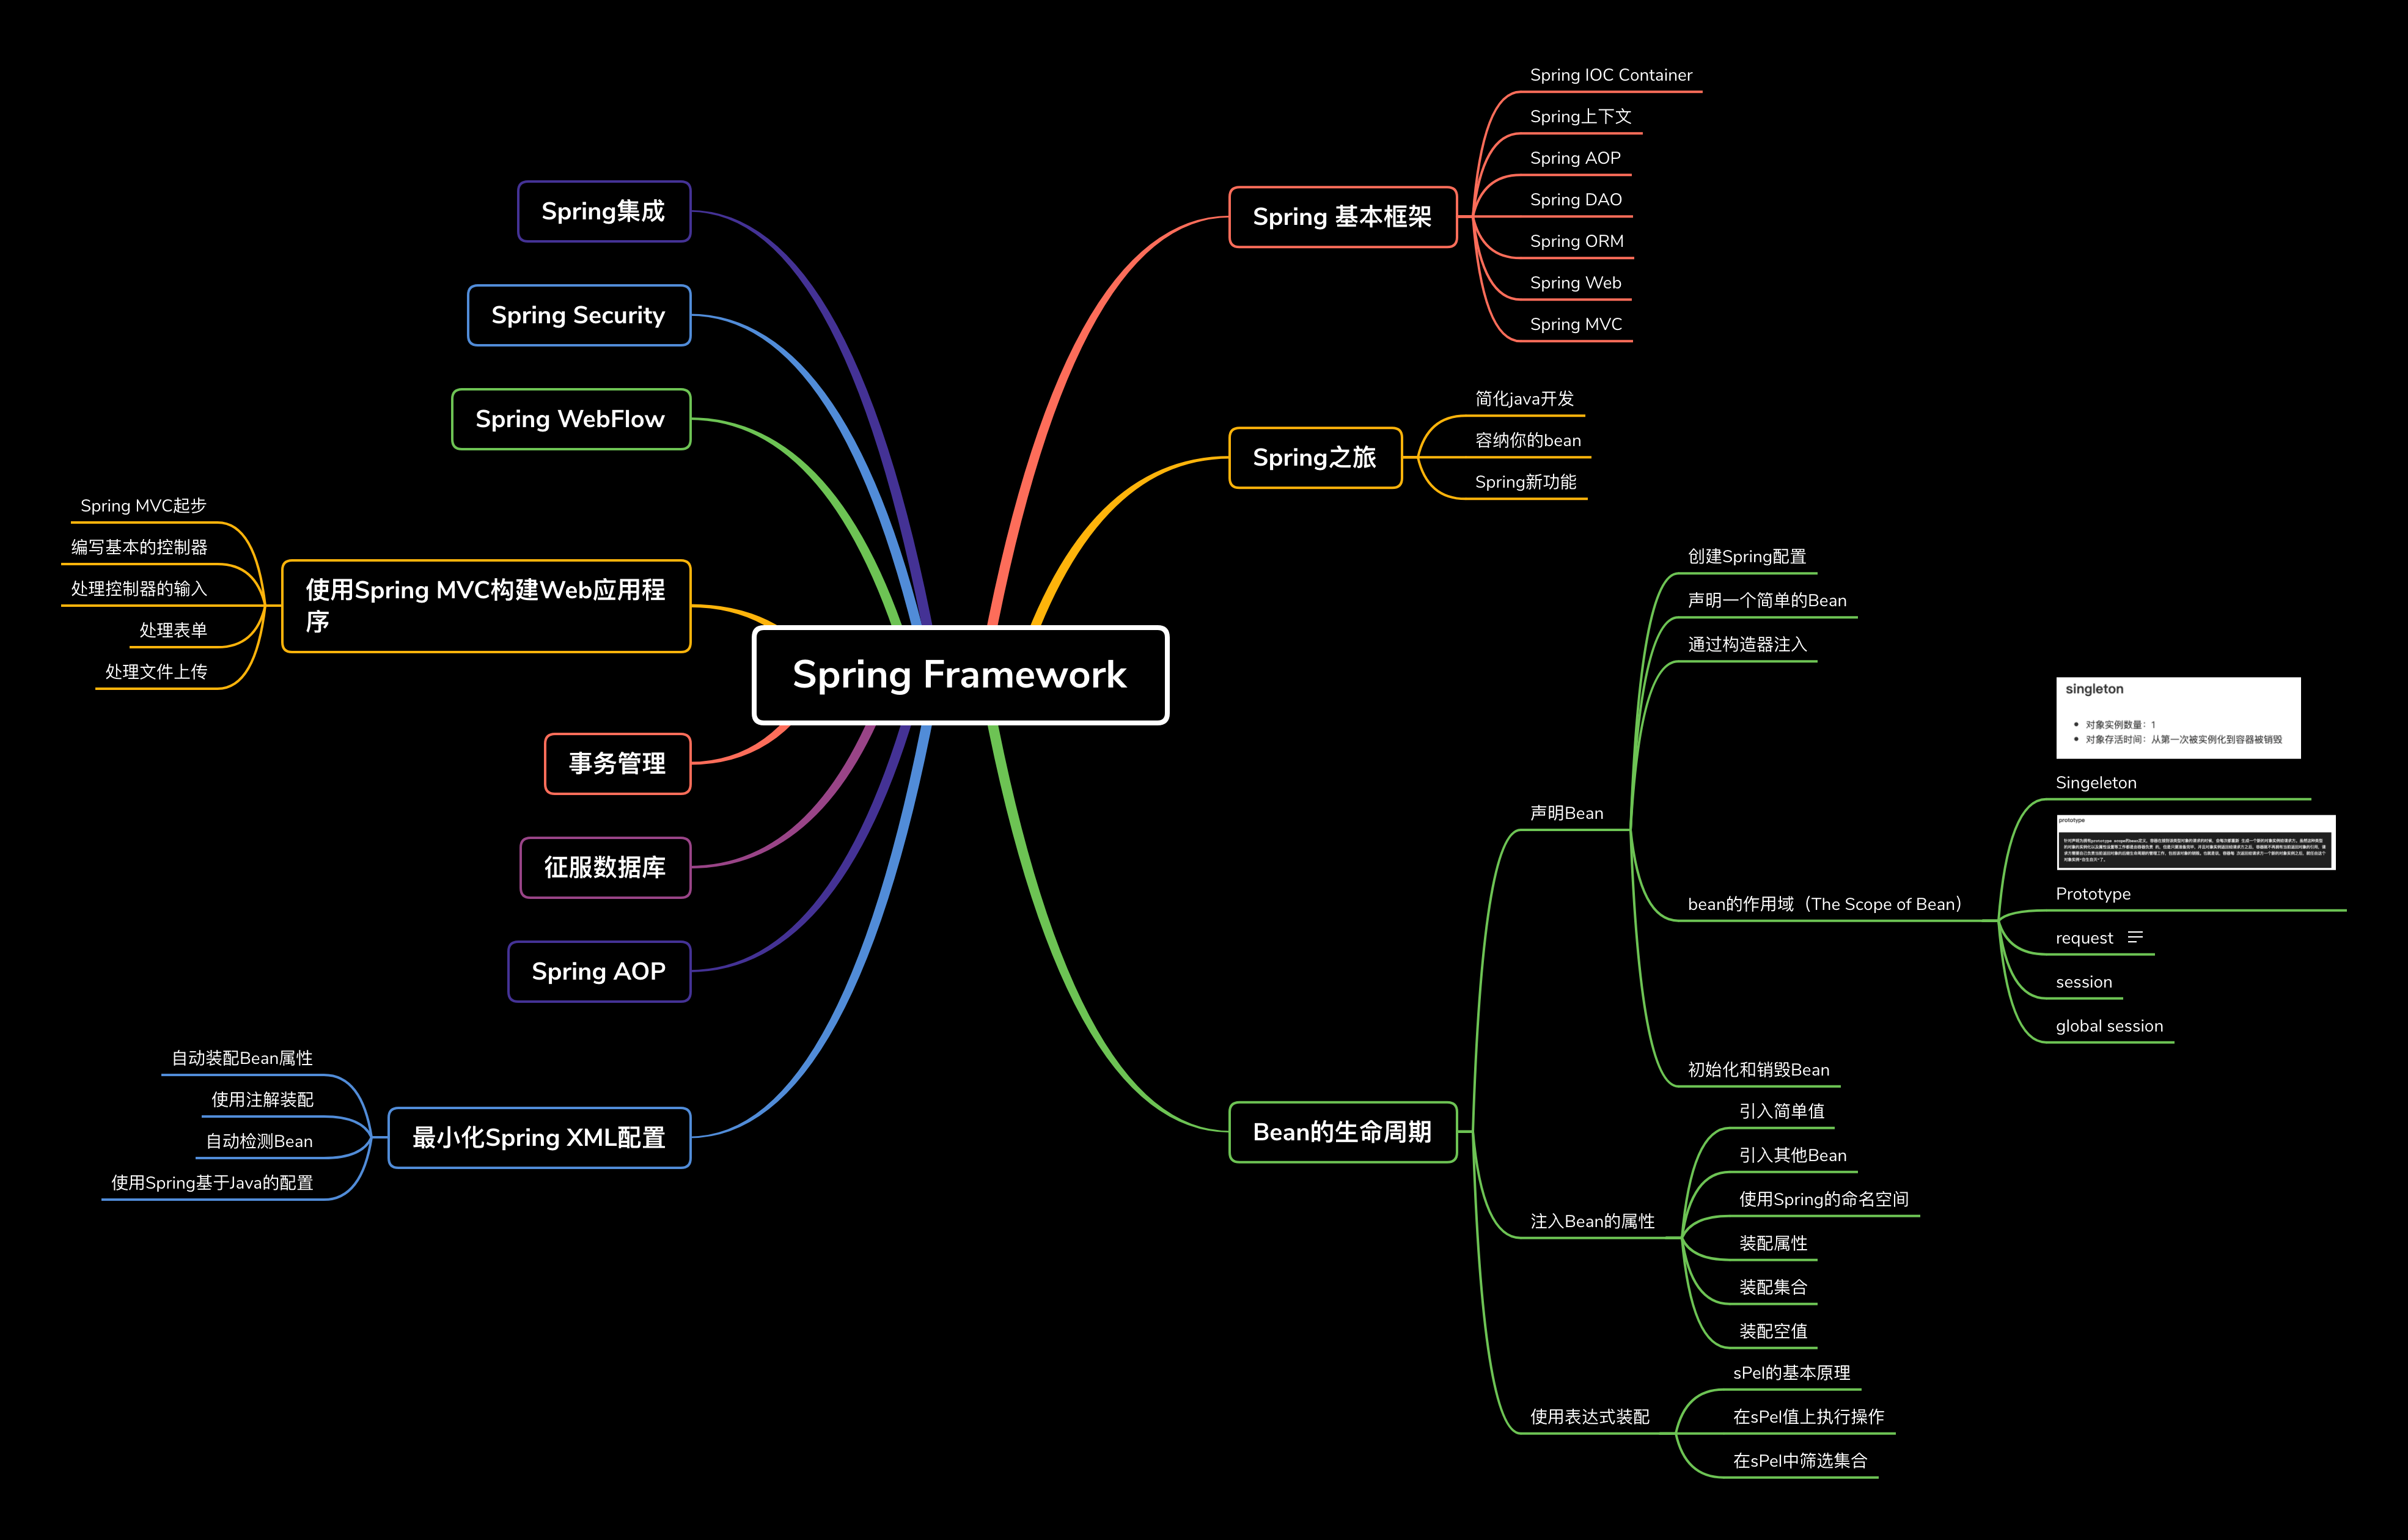 Spring Framework
Spring 基本框架
Spring IOC Container
Spring上下文
Spring AOP
Spring DAO
Spring ORM
Spring Web
Spring MVC
Spring之旅
简化java开发
容纳你的bean
Spring新功能
Bean的生命周期
声明Bean
创建Spring配置
声明一个简单的Bean
通过构造器注入
bean的作用域（The Scope of Bean）
singleton
对象实例数量：1
对象存活时间：从第一次被实例化到容器被销毁
Singeleton
prototype
Prototype
request
session
global session
初始化和销毁Bean
注入Bean的属性
引入简单值
引入其他Bean
使用Spring的命名空间
装配属性
装配集合
装配空值
使用表达式装配
sPel的基本原理
在sPel值上执行操作
在sPel中筛选集合
Spring集成
Spring Security
Spring WebFlow
使用Spring MVC构建Web应用程
序
Spring MVC起步
编写基本的控制器
处理控制器的输入
处理表单
处理文件上传
事务管理
征服数据库
Spring AOP
最小化Spring XML配置
自动装配Bean属性
使用注解装配
自动检测Bean
使用Spring基于Java的配置